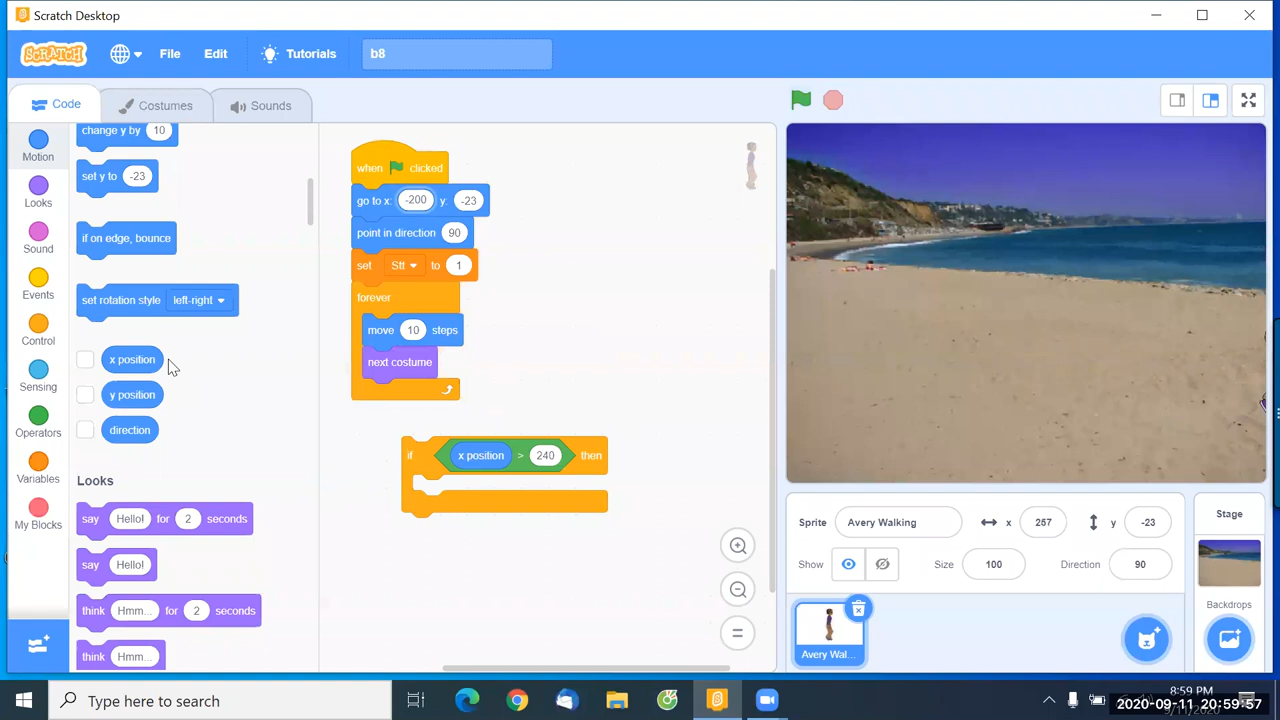 Scratch Desktop
SCRATCH File Edit Tutorials b8
Code Costumes Sounds
Motion
Looks
Sound
Events
Control
Sensing
Operators
Variables
My Blocks
change y by 10
set y to -23
if on edge, bounce
set rotation style left-right
x position
y position
direction
Looks
say Hello! for 2 seconds
say Hello!
think Hmm... for 2 seconds
think Hmm...
when clicked
go to x: -200 y: -23
point in direction 90
set Stt to 1
forever
move 10 steps
next costume
if x position > 240 then
Sprite Avery Walking x 257 y -23
Show Size 100 Direction 90
Avery Wal...
Stage
Backdrops
Type here to search
8:59 PM
2020-09-11 20:59:57